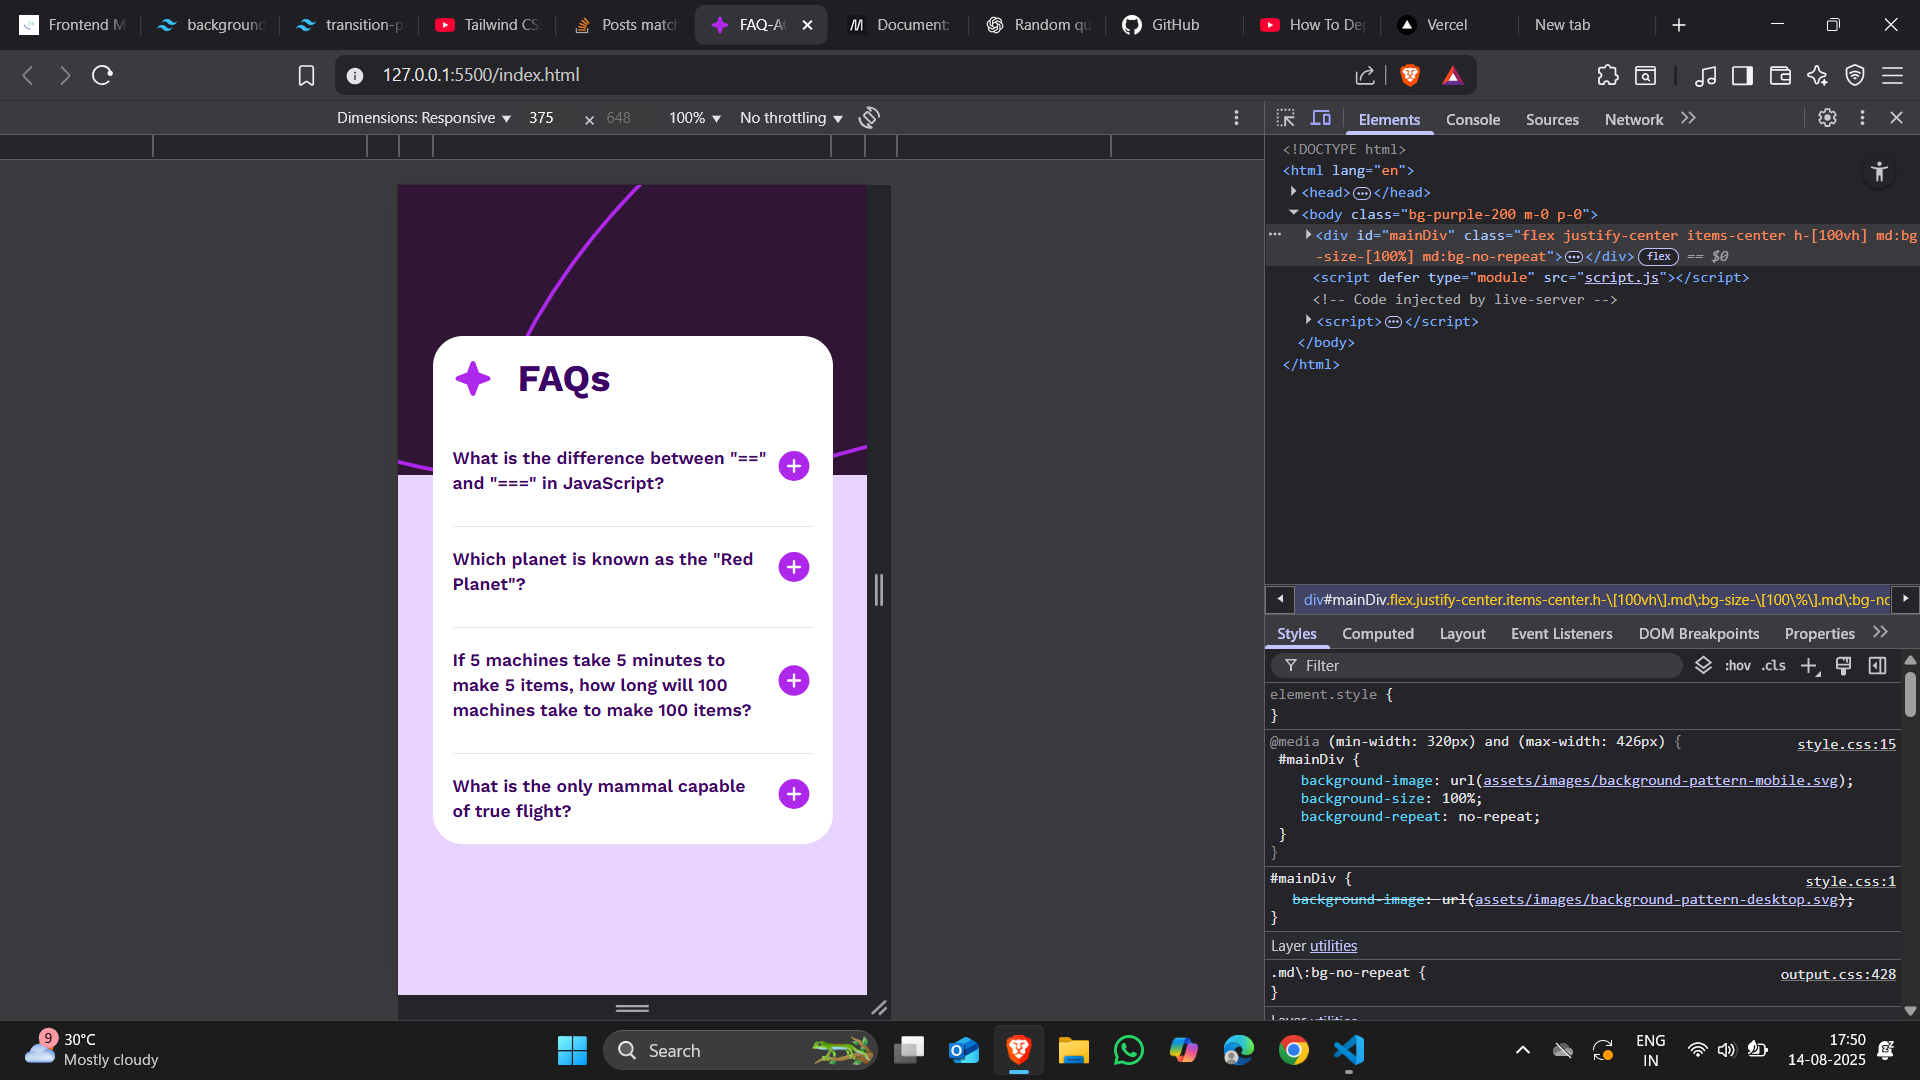 Frontend M
background
transition-p
Tailwind CS
Posts match
FAQ-AC
Document:
Random qu
GitHub
How To Dep
Vercel
New tab
127.0.0.1:5500/index.html
Dimensions: Responsive 375 × 648 100% No throttling
Elements Console Sources Network
<!DOCTYPE html>
<html lang="en">
<head> ··· </head>
<body class="bg-purple-200 m-0 p-0">
<div id="mainDiv" class="flex justify-center items-center h-[100vh] md:bg
-size-[100%] md:bg-no-repeat"> ··· </div> flex == $0
<script defer type="module" src="script.js"></script>
<!-- Code injected by live-server -->
<script> ··· </script>
</body>
</html>
FAQs
What is the difference between "=="
and "===" in JavaScript?
Which planet is known as the "Red
Planet"?
If 5 machines take 5 minutes to
make 5 items, how long will 100
machines take to make 100 items?
What is the only mammal capable
of true flight?
div#mainDiv.flex.justify-center.items-center.h-\[100vh\].md\:bg-size-\[100\%\].md\:bg-nc
Styles Computed Layout Event Listeners DOM Breakpoints Properties
Filter :hov .cls
element.style {
}
@media (min-width: 320px) and (max-width: 426px) { style.css:15
#mainDiv {
background-image: url(assets/images/background-pattern-mobile.svg);
background-size: 100%;
background-repeat: no-repeat;
}
}
#mainDiv { style.css:1
background-image: url(assets/images/background-pattern-desktop.svg);
}
Layer utilities
.md\:bg-no-repeat { output.css:428
}
Layer utilities
9 30°C
Mostly cloudy
Search
ENG
IN
17:50
14-08-2025